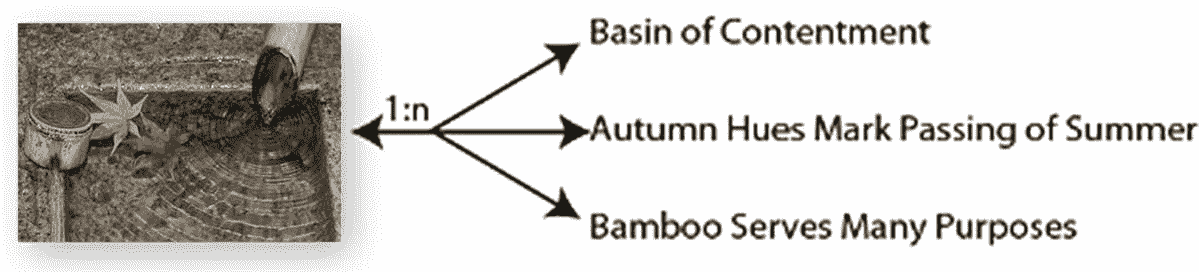 Basin of Contentment
1:n
Autumn Hues Mark Passing of Summer
Bamboo Serves Many Purposes